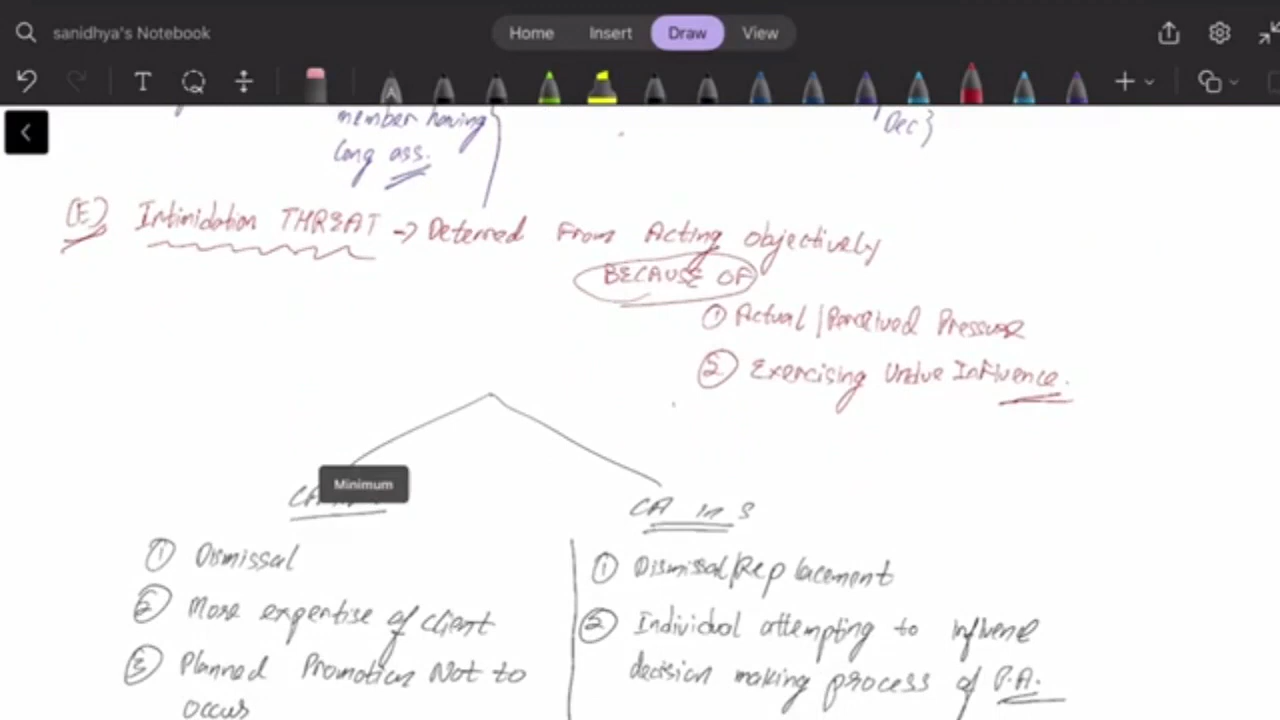 sanidhya's Notebook
Home Insert Draw View
T
member having
long ass.
Dec}
(E) Intimidation THREAT → Deterred From Acting Objectively
BECAUSE OF
① Actual/Perceived Pressure
② Exercising Undue Influence.
Minimum
CA in S
① Dismissal
② More expertise of client
③ Planned Promotion Not to
occur
① Dismissal/Replacement
② Individual attempting to influence
decision making process of P.A.